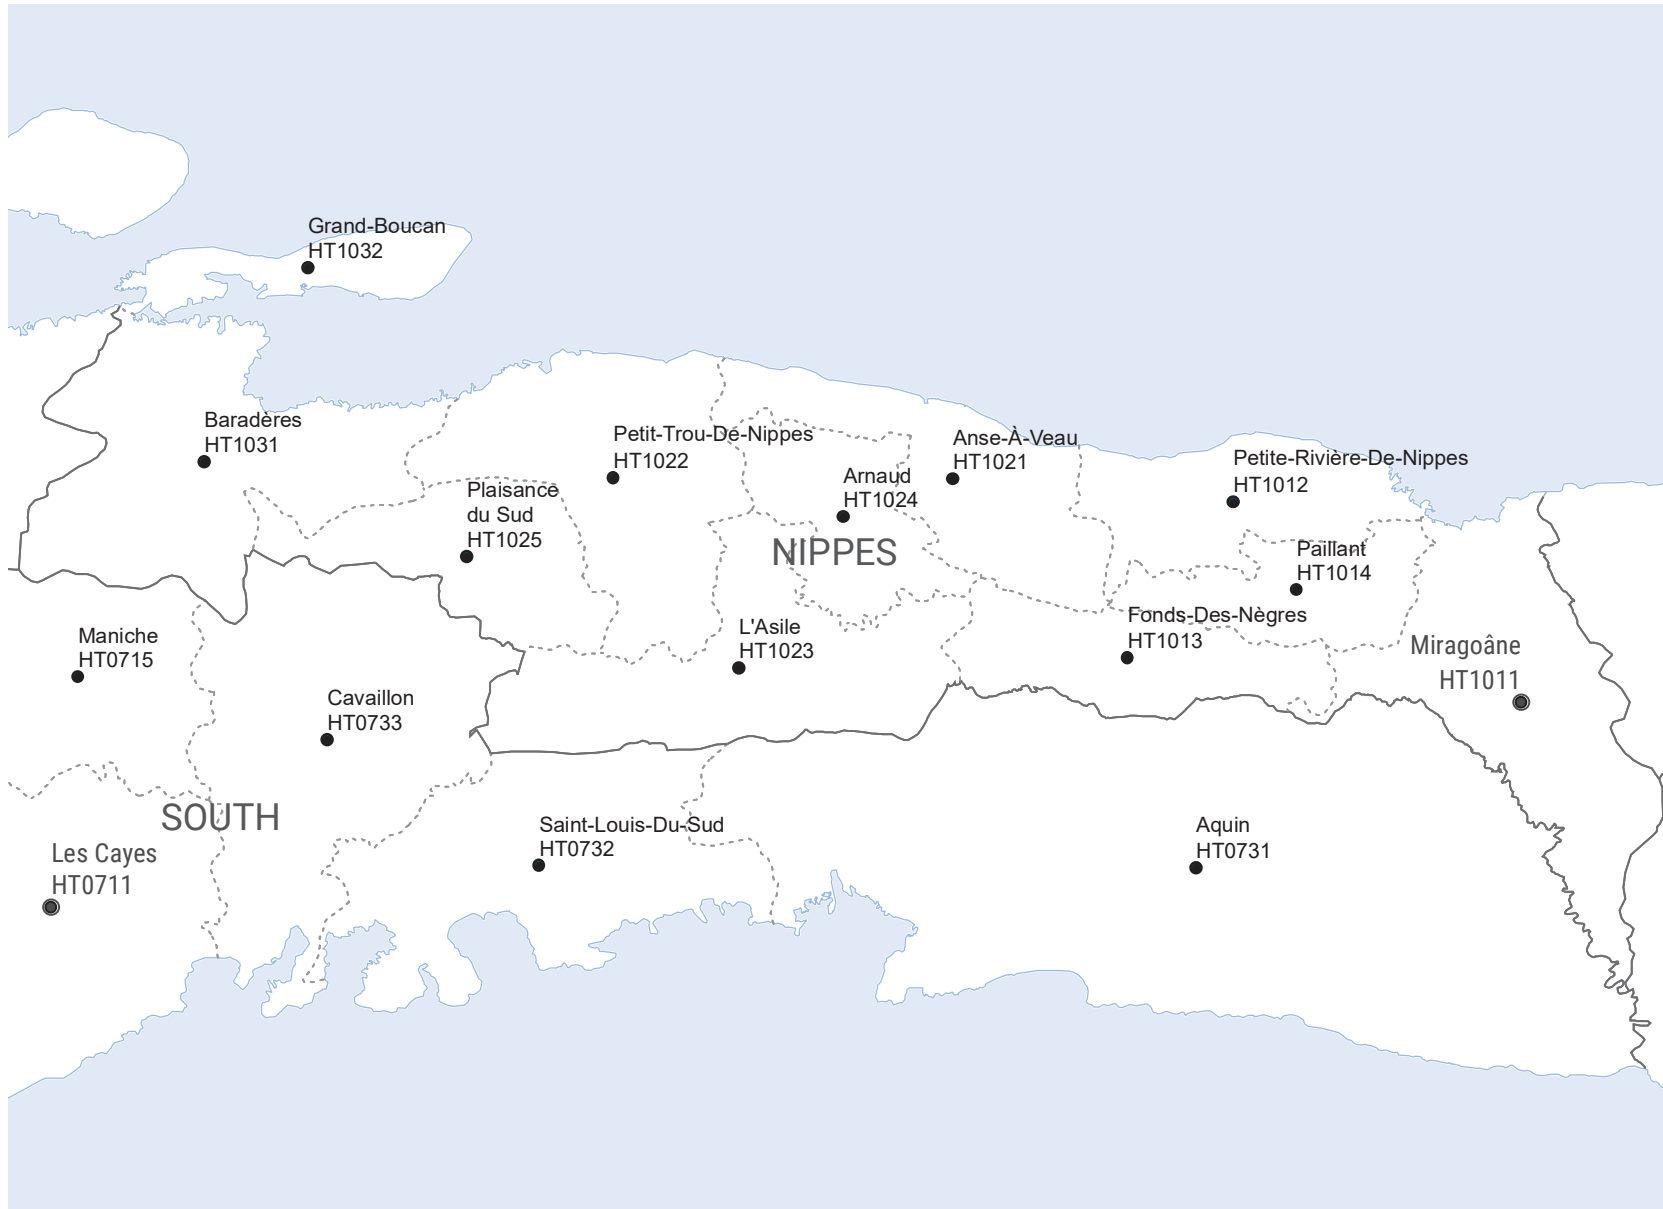 Grand-Boucan
HT1032
Baradères
HT1031
Petit-Trou-De-Nippes
HT1022
Anse-À-Veau
HT1021
Petite-Rivière-De-Nippes
HT1012
Arnaud
HT1024
Plaisance
du Sud
HT1025
NIPPES
Paillant
HT1014
Fonds-Des-Nègres
HT1013
Maniche
HT0715
L'Asile
HT1023
Miragoâne
HT1011
Cavaillon
HT0733
SOUTH
Saint-Louis-Du-Sud
HT0732
Aquin
HT0731
Les Cayes
HT0711